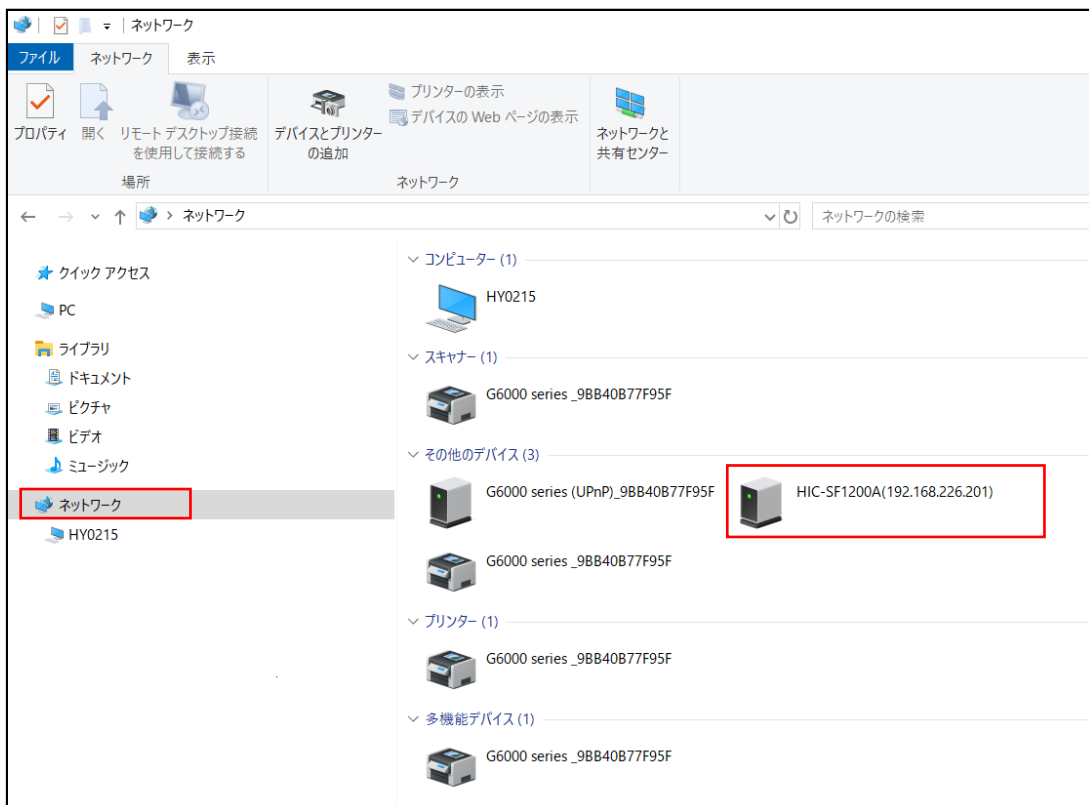 ネットワーク
ファイル ネットワーク 表示
プロパティ 開く リモート デスクトップ接続
を使用して接続する
デバイスとプリンター
の追加
プリンターの表示
デバイスの Web ページの表示
ネットワークと
共有センター
場所 ネットワーク
ネットワーク ネットワークの検索
クイック アクセス
PC
ライブラリ
ドキュメント
ピクチャ
ビデオ
ミュージック
ネットワーク
HY0215
コンピューター (1)
HY0215
スキャナー (1)
G6000 series _9BB40B77F95F
その他のデバイス (3)
G6000 series (UPnP)_9BB40B77F95F HIC-SF1200A(192.168.226.201)
G6000 series _9BB40B77F95F
プリンター (1)
G6000 series _9BB40B77F95F
多機能デバイス (1)
G6000 series _9BB40B77F95F